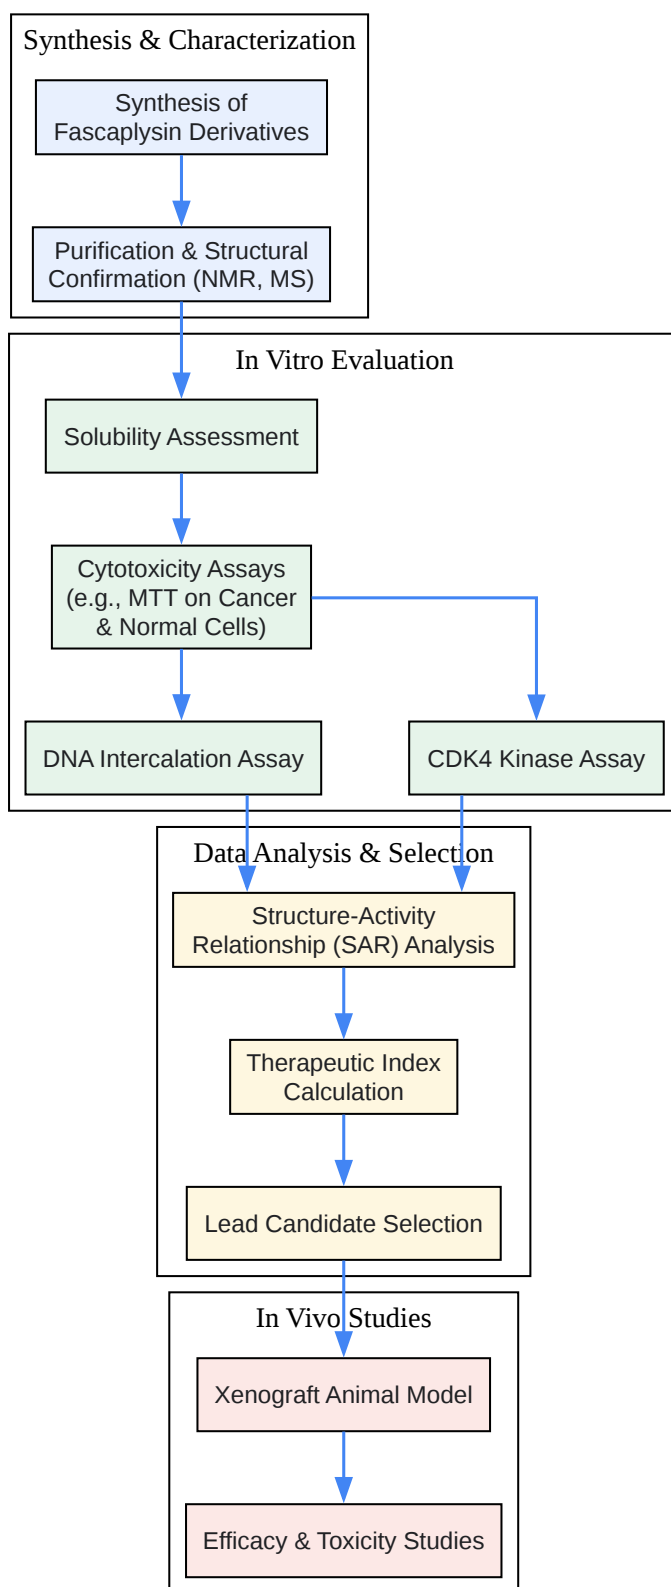 Synthesis & Characterization
Synthesis of
Fascaplysin Derivatives
Purification & Structural
Confirmation (NMR, MS)
In Vitro Evaluation
Solubility Assessment
Cytotoxicity Assays
(e.g., MTT on Cancer
& Normal Cells)
DNA Intercalation Assay
CDK4 Kinase Assay
Data Analysis & Selection
Structure-Activity
Relationship (SAR) Analysis
Therapeutic Index
Calculation
Lead Candidate Selection
In Vivo Studies
Xenograft Animal Model
Efficacy & Toxicity Studies